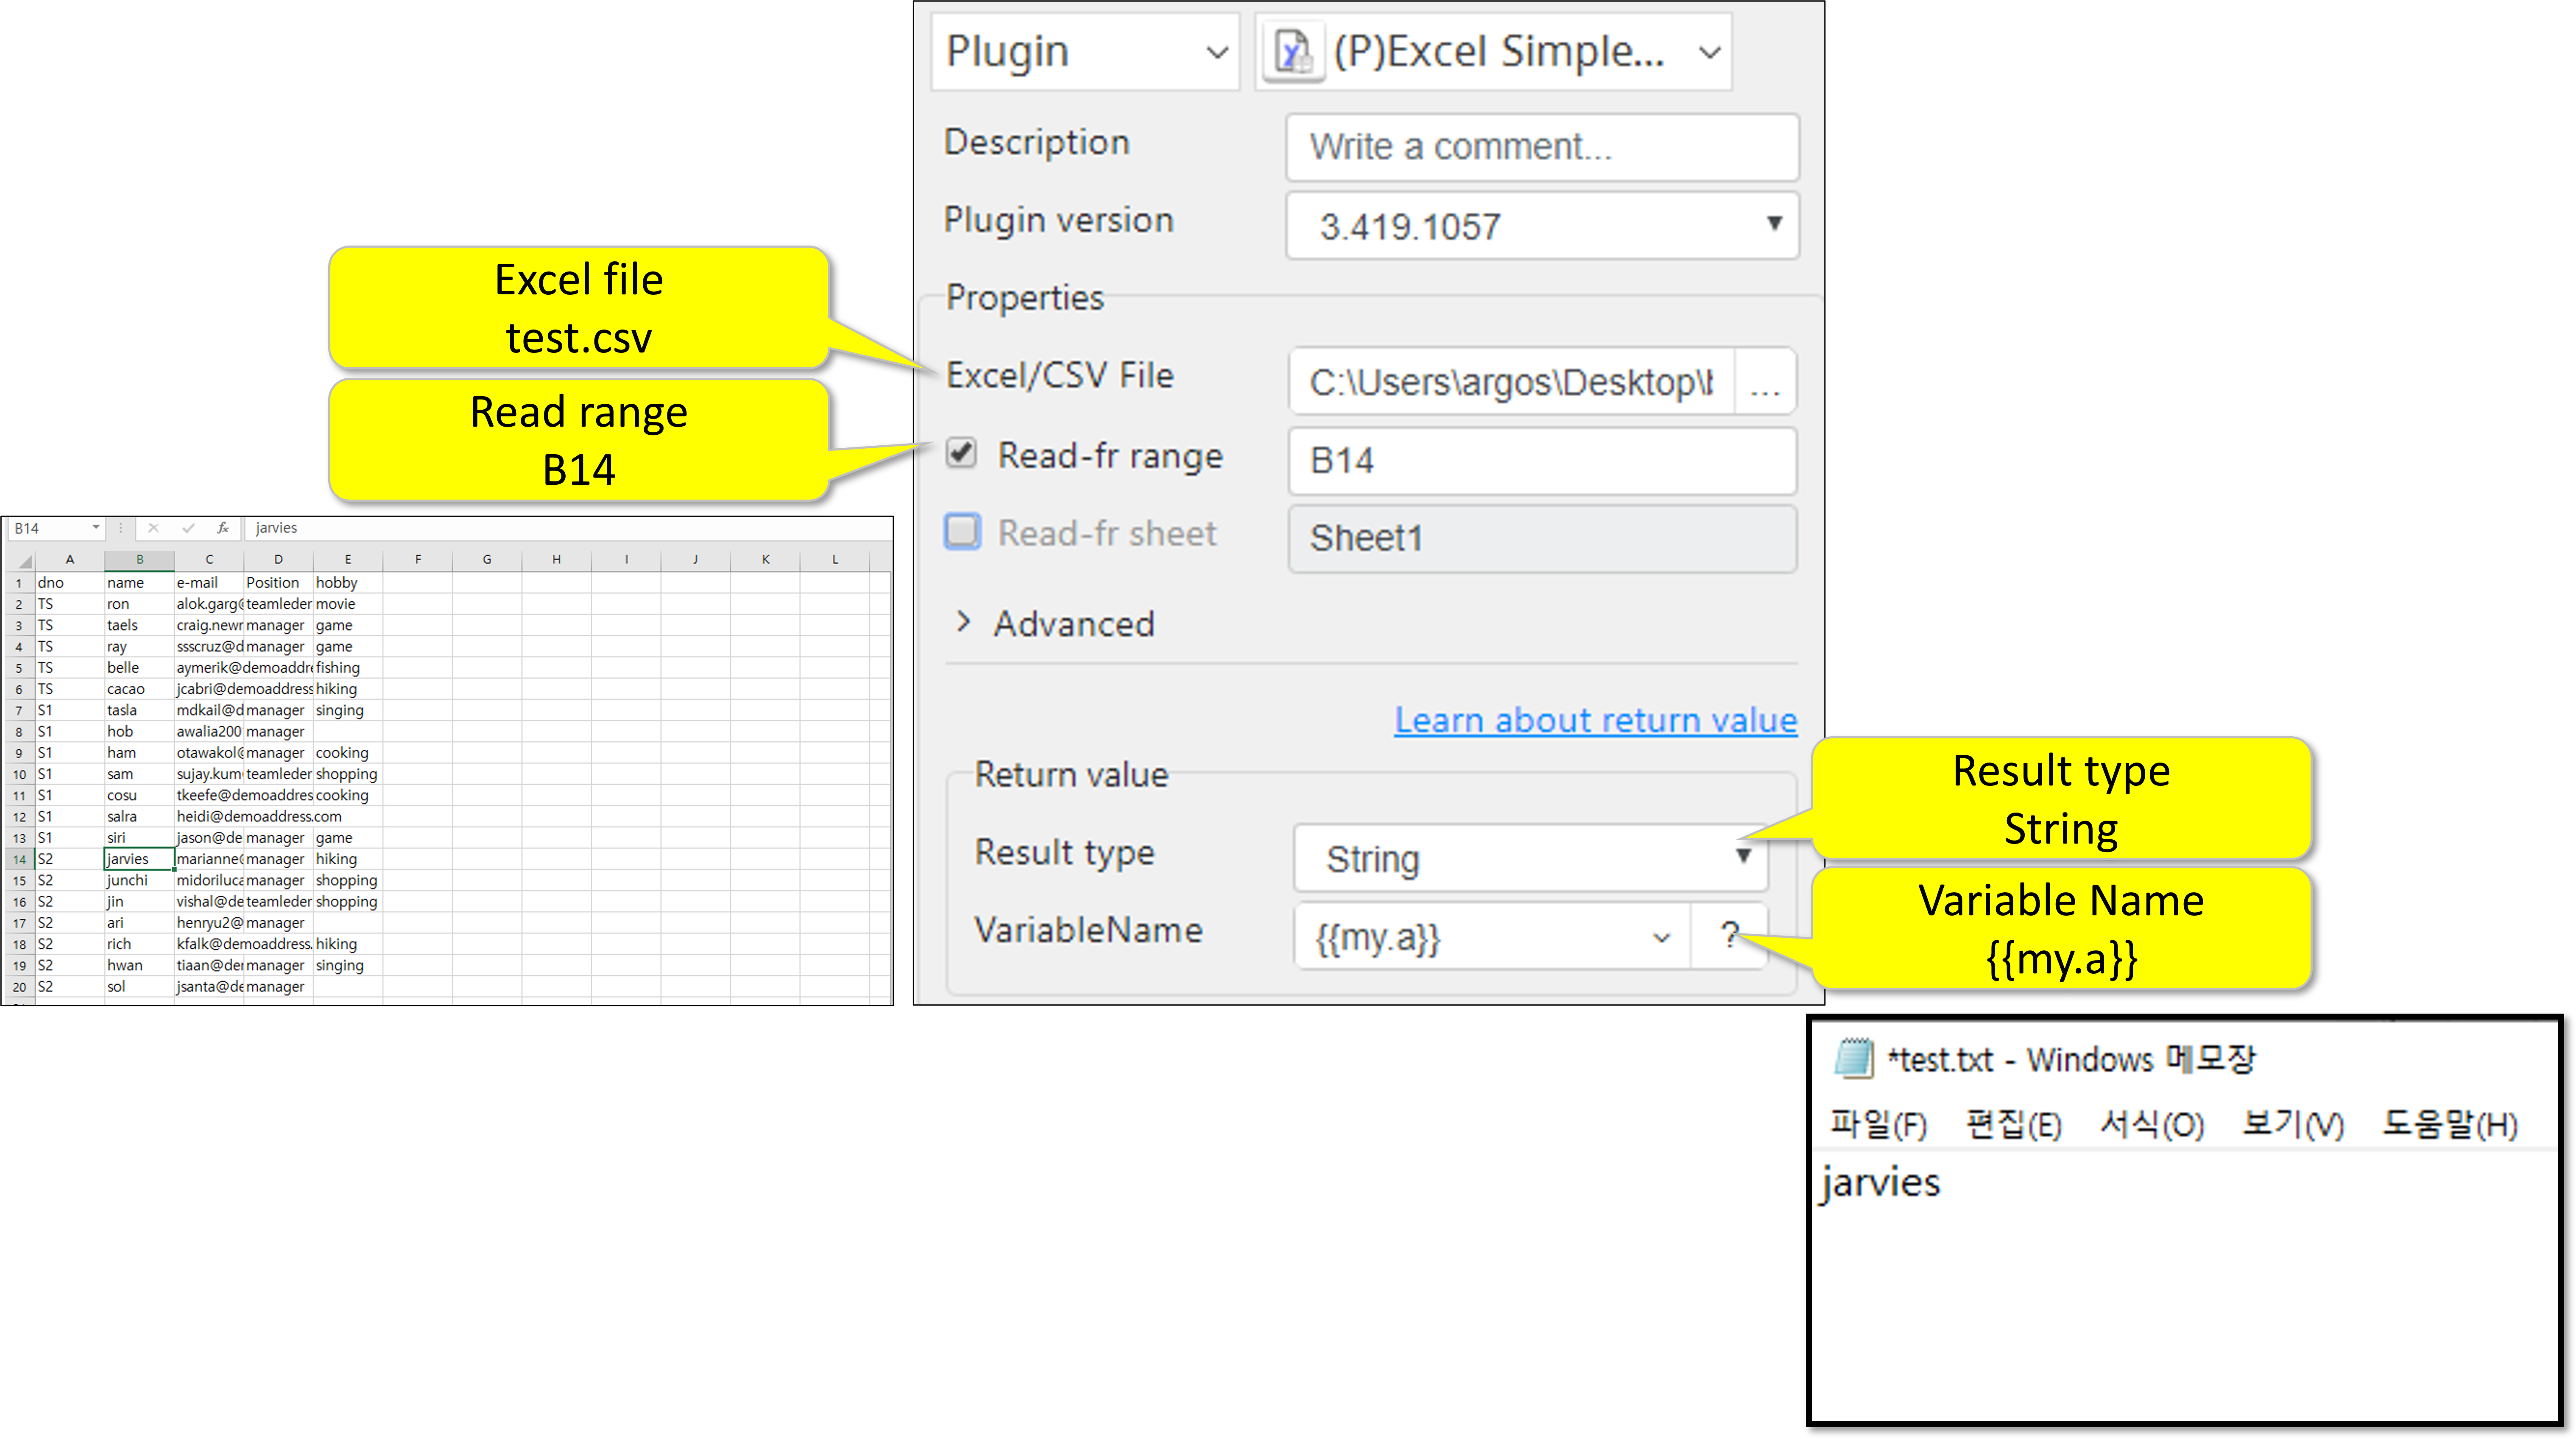 Plugin
(P)Excel Simple...
Description
Write a comment...
Plugin version
3.419.1057
Properties
Excel/CSV File
C:\Users\argos\Desktop\
...
Read-fr range
B14
Read-fr sheet
Sheet1
Advanced
Learn about return value
Return value
Result type
String
VariableName
{{my.a}}
?
Excel file
test.csv
Read range
B14
B14 fx jarvies
A B C D E F G H I J K L
1 dno name e-mail Position hobby
2 TS ron alok.garg@ teamleder movie
3 TS taels craig.newr manager game
4 TS ray ssscruz@d manager game
5 TS belle aymerik@demoaddre fishing
6 TS cacao jcabri@demoaddress hiking
7 S1 tasla mdkail@d manager singing
8 S1 hob awalia200 manager
9 S1 ham otawakol@ manager cooking
10 S1 sam sujay.kum teamleder shopping
11 S1 cosu tkeefe@demoaddres cooking
12 S1 salra heidi@demoaddress.com
13 S1 siri jason@de manager game
14 S2 jarvies marianne@ manager hiking
15 S2 junchi midoriluca manager shopping
16 S2 jin vishal@de teamleder shopping
17 S2 ari henryu2@ manager
18 S2 rich kfalk@demoaddress. hiking
19 S2 hwan tiaan@de manager singing
20 S2 sol jsanta@de manager
Result type
String
Variable Name
{{my.a}}
*test.txt - Windows 메모장
파일(F) 편집(E) 서식(O) 보기(V) 도움말(H)
jarvies